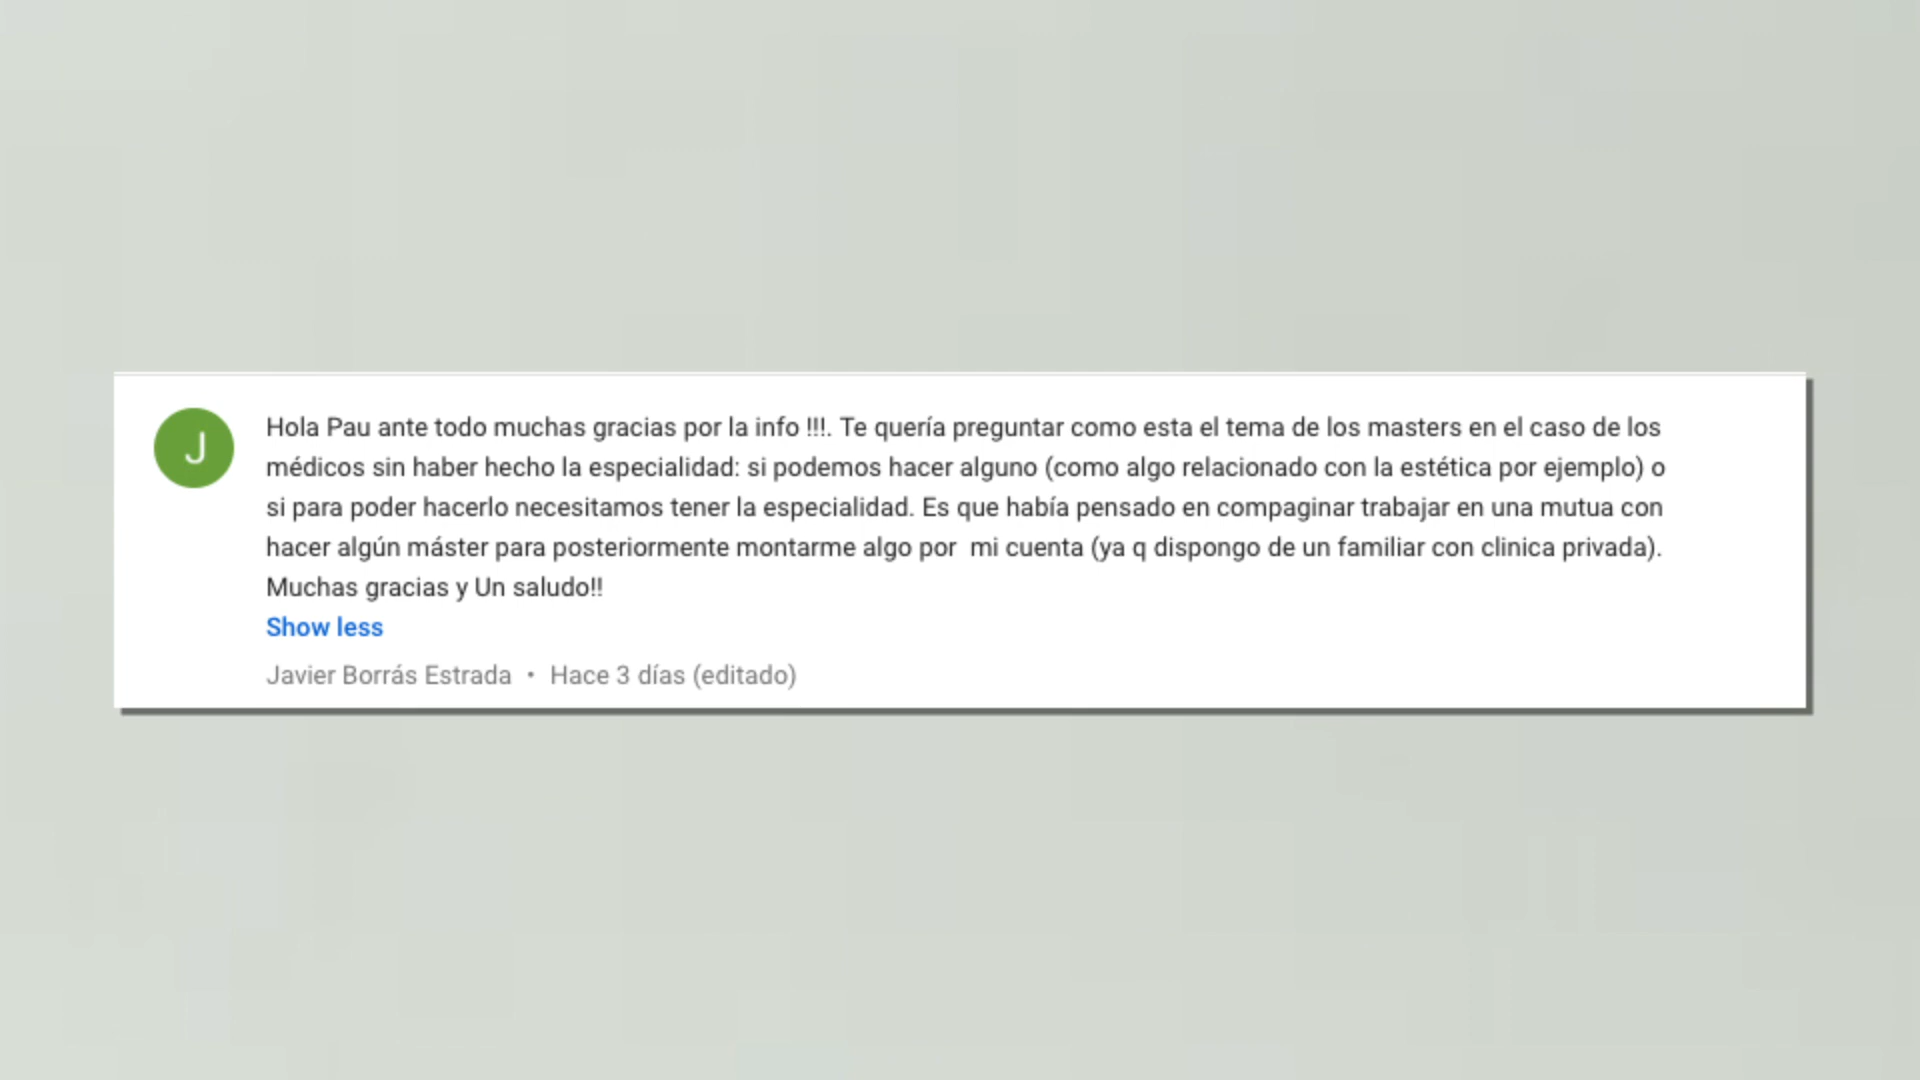 J
Hola Pau ante todo muchas gracias por la info !!!. Te quería preguntar como esta el tema de los masters en el caso de los
médicos sin haber hecho la especialidad: si podemos hacer alguno (como algo relacionado con la estética por ejemplo) o
si para poder hacerlo necesitamos tener la especialidad. Es que había pensado en compaginar trabajar en una mutua con
hacer algún máster para posteriormente montarme algo por  mi cuenta (ya q dispongo de un familiar con clinica privada).
Muchas gracias y Un saludo!!
Show less
Javier Borrás Estrada • Hace 3 días (editado)